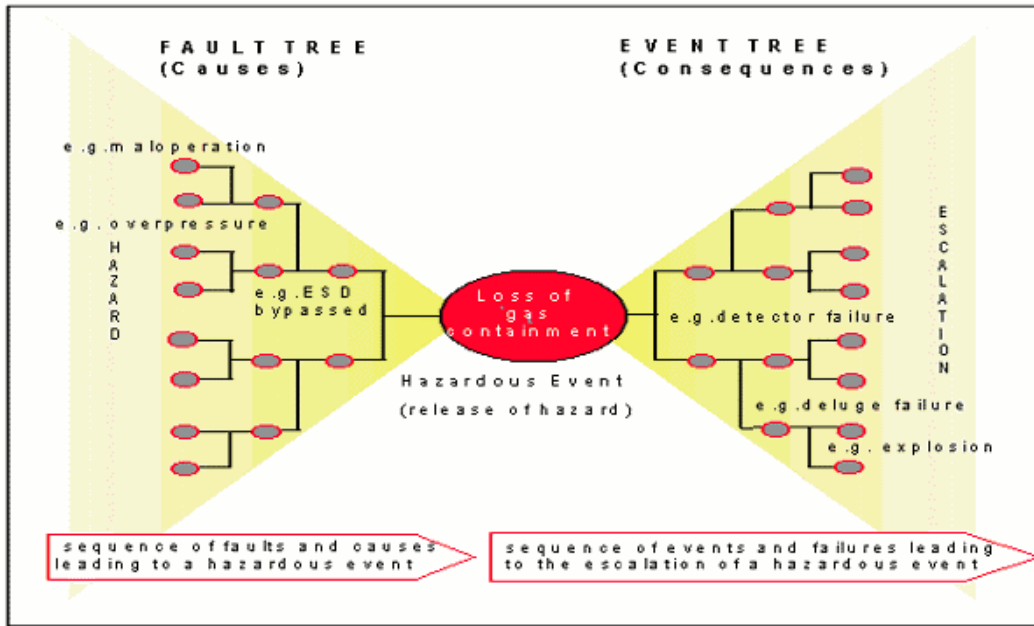 FAULT TREE
(Causes)
EVENT TREE
(Consequences)
e.g.maloperation
e.g.overpressure
HAZARD
e.g.ESD
bypassed
Loss of
gas
containment
Hazardous Event
(release of hazard)
e.g.detector failure
e.g.deluge failure
e.g. explosion
ESCALATION
sequence of faults and causes
leading to a hazardous event
sequence of events and failures leading
to the escalation of a hazardous event